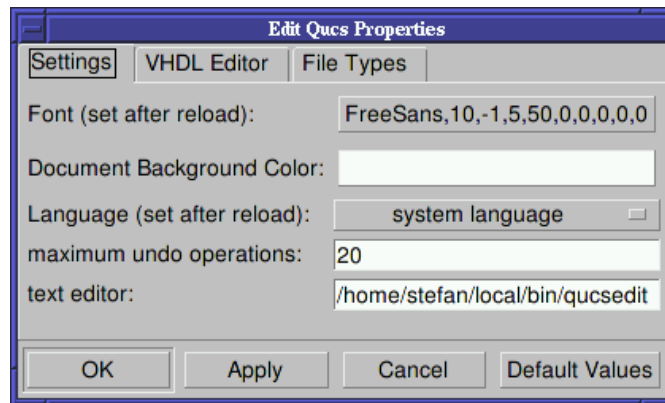 Edit Qucs Properties
Settings VHDL Editor File Types
Font (set after reload): FreeSans,10,-1,5,50,0,0,0,0,0
Document Background Color:
Language (set after reload): system language
maximum undo operations: 20
text editor: /home/stefan/local/bin/qucsedit
OK Apply Cancel Default Values